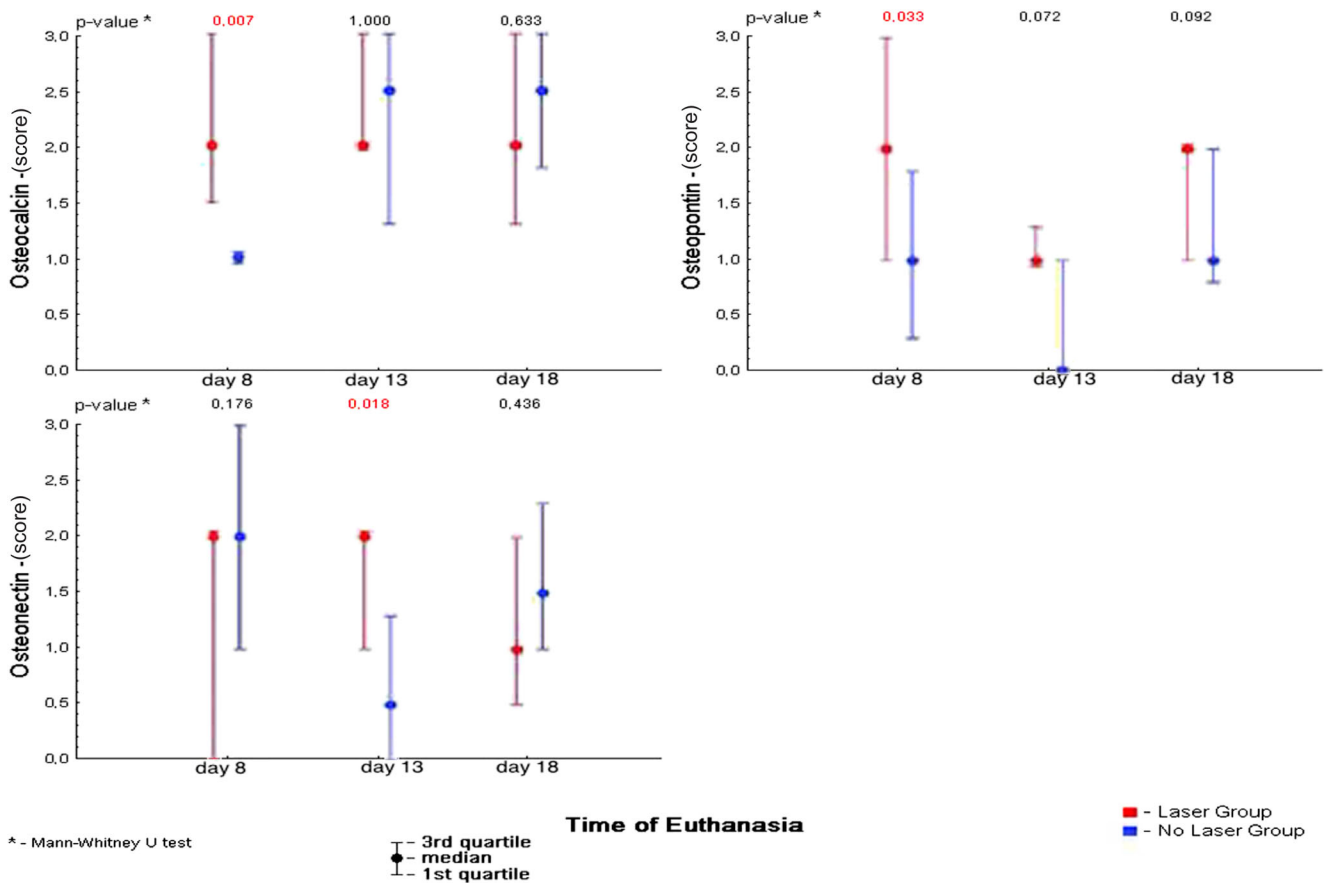 p-value * 0,007 1,000 0,633
3,0
2,5
2,0
1,5
1,0
0,5
0,0
Osteocalcin -(score)
day 8 day 13 day 18
p-value * 0,033 0,072 0,092
3,0
2,5
2,0
1,5
1,0
0,5
0,0
Osteopontin -(score)
day 8 day 13 day 18
p-value * 0,176 0,018 0,436
3,0
2,5
2,0
1,5
1,0
0,5
0,0
Osteonectin -(score)
day 8 day 13 day 18
Time of Euthanasia
* - Mann-Whitney U test
- 3rd quartile
- median
- 1st quartile
- Laser Group
- No Laser Group